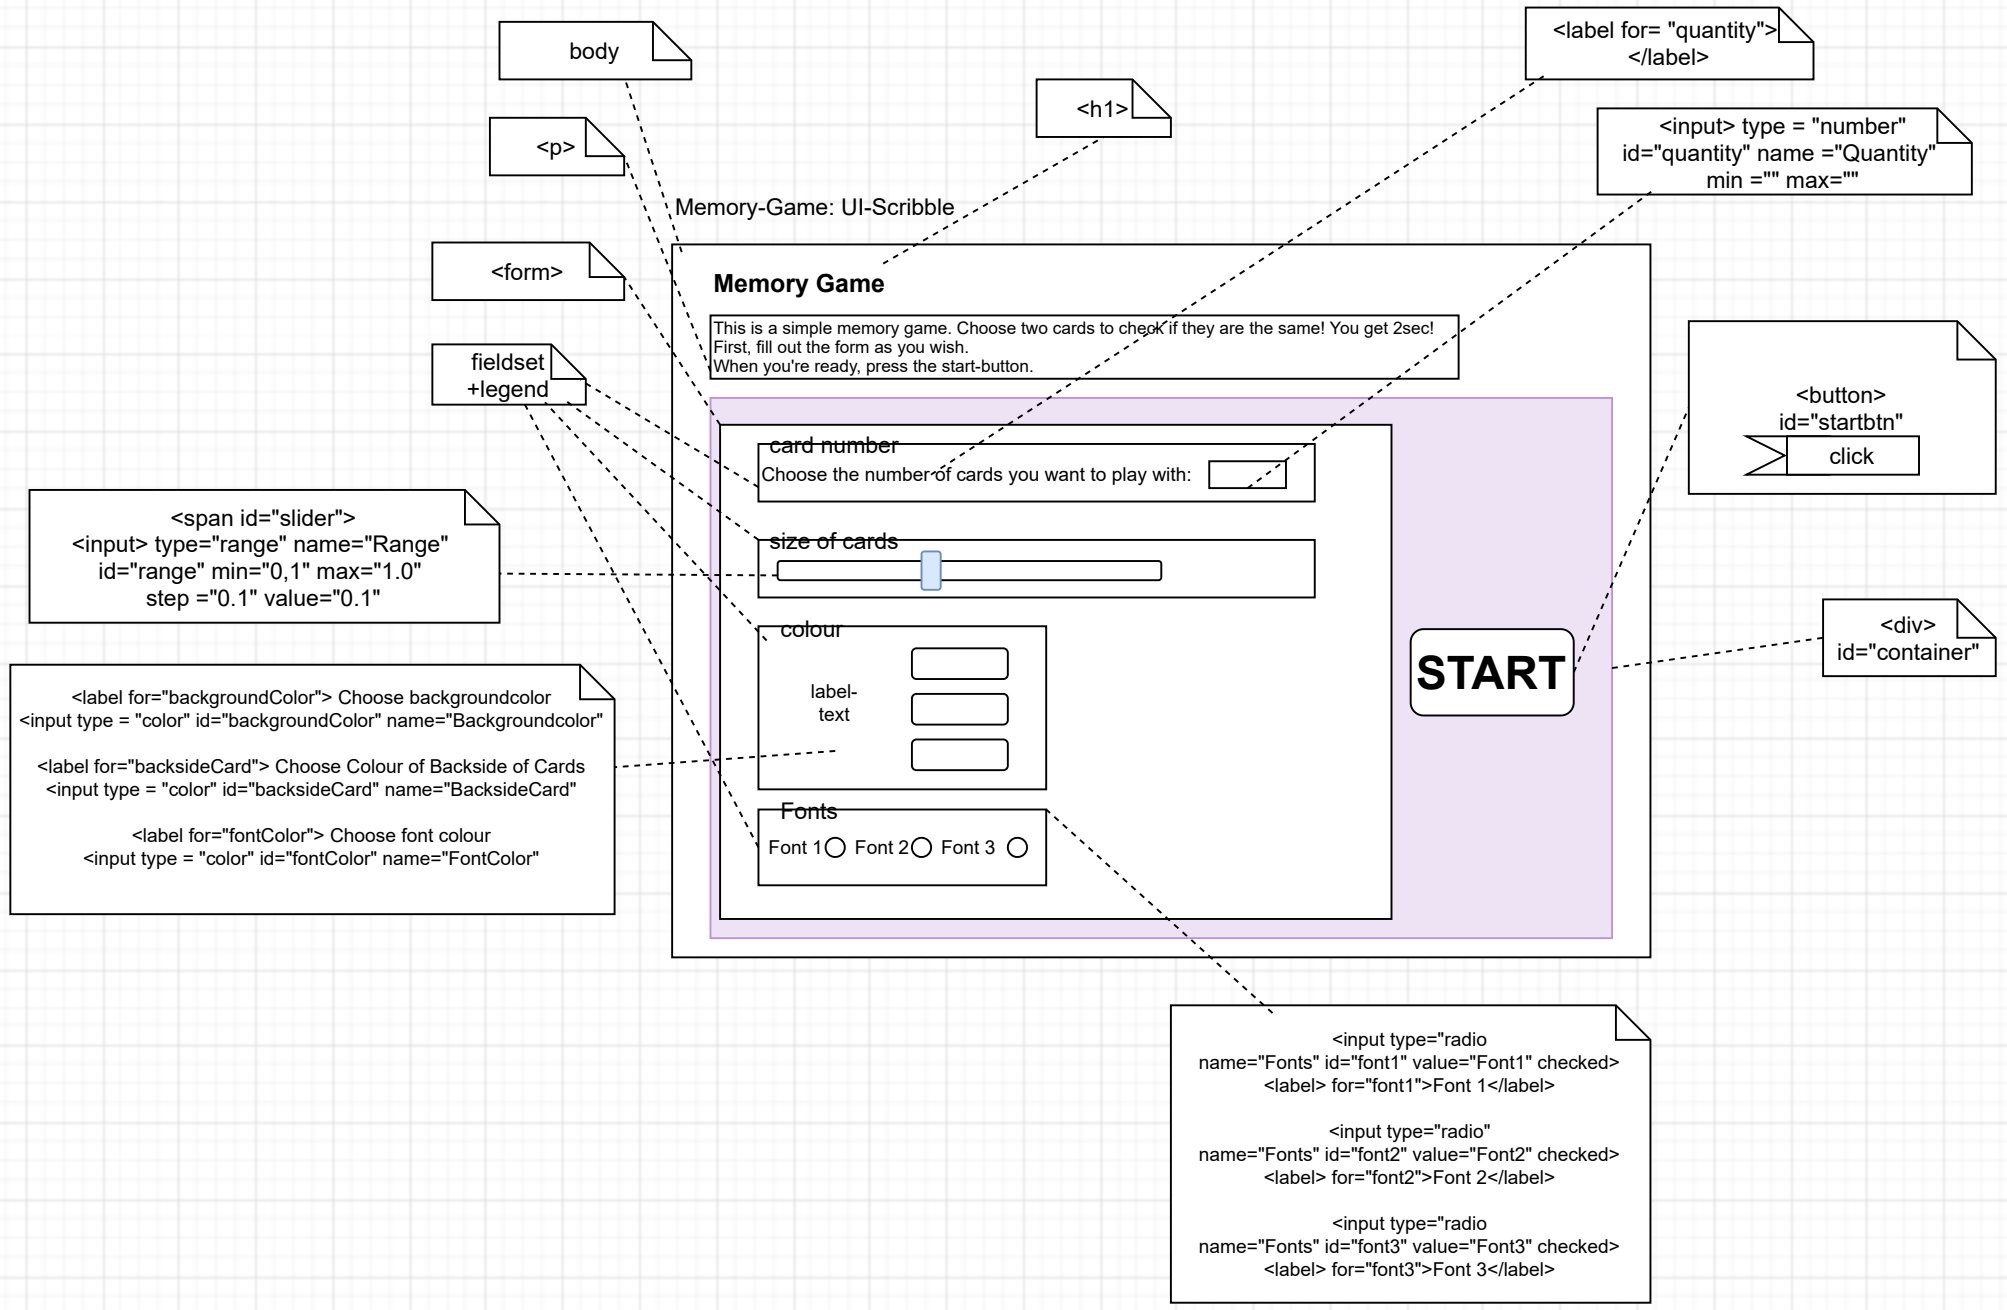 body
<p>
<h1>
<label for= "quantity">
</label>
<input> type = "number"
id="quantity" name ="Quantity"
min ="" max=""
Memory-Game: UI-Scribble
<form>
fieldset
+legend
Memory Game
This is a simple memory game. Choose two cards to check if they are the same! You get 2sec!
First, fill out the form as you wish.
When you're ready, press the start-button.
<button>
id="startbtn"
click
card number
Choose the number of cards you want to play with:
size of cards
<span id="slider">
<input> type="range" name="Range"
id="range" min="0,1" max="1.0"
step ="0.1" value="0.1"
colour
label-
text
START
<div>
id="container"
<label for="backgroundColor"> Choose backgroundcolor
<input type = "color" id="backgroundColor" name="Backgroundcolor"
<label for="backsideCard"> Choose Colour of Backside of Cards
<input type = "color" id="backsideCard" name="BacksideCard"
<label for="fontColor"> Choose font colour
<input type = "color" id="fontColor" name="FontColor"
Fonts
Font 1 Font 2 Font 3
<input type="radio
name="Fonts" id="font1" value="Font1" checked>
<label> for="font1">Font 1</label>
<input type="radio"
name="Fonts" id="font2" value="Font2" checked>
<label> for="font2">Font 2</label>
<input type="radio
name="Fonts" id="font3" value="Font3" checked>
<label> for="font3">Font 3</label>